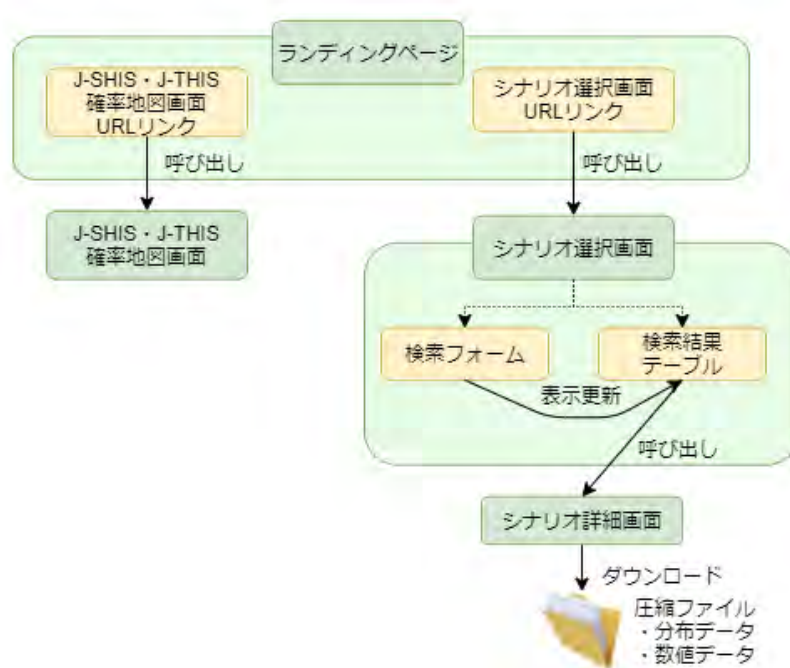 ランディングページ
J-SHIS・J-THIS
確率地図画面
URLリンク
シナリオ選択画面
URLリンク
呼び出し
呼び出し
J-SHIS・J-THIS
確率地図画面
シナリオ選択画面
検索フォーム
検索結果
テーブル
表示更新
呼び出し
シナリオ詳細画面
ダウンロード
圧縮ファイル
・分布データ
・数値データ